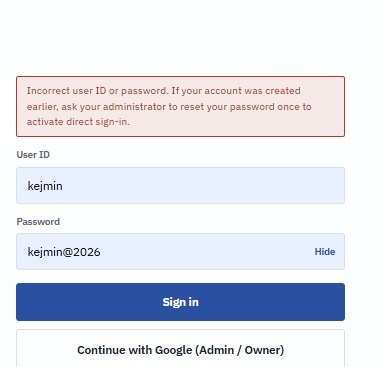 Incorrect user ID or password. If your account was created
earlier, ask your administrator to reset your password once to
activate direct sign-in.
User ID
kejmin
Password
kejmin@2026
Hide
Sign in
Continue with Google (Admin / Owner)